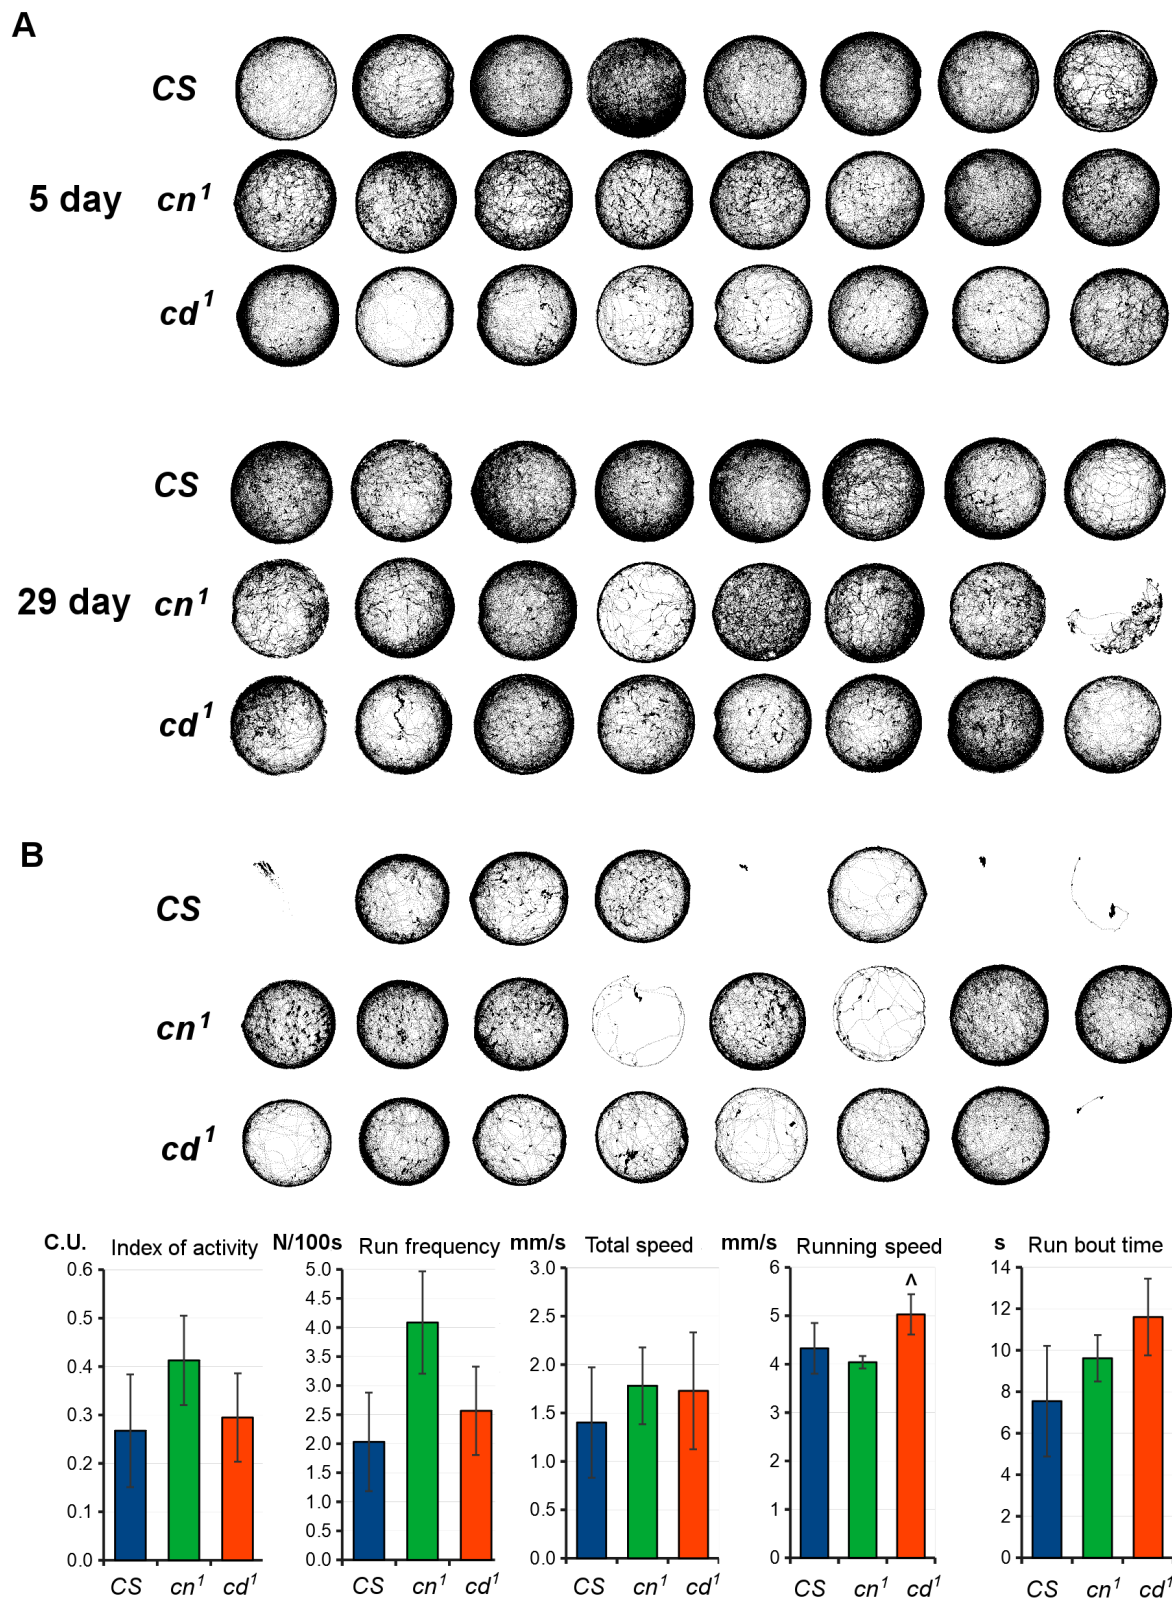 A
CS
5 day cn¹
cd¹
CS
29 day cn¹
cd¹
B
CS
cn¹
cd¹
C.U. Index of activity
0.6
0.5
0.4
0.3
0.2
0.1
0.0
CS cn¹ cd¹
N/100s Run frequency
5.0
4.5
4.0
3.5
3.0
2.5
2.0
1.5
1.0
0.5
0.0
CS cn¹ cd¹
mm/s Total speed
3.0
2.5
2.0
1.5
1.0
0.5
0.0
CS cn¹ cd¹
mm/s Running speed
^
6
5
4
3
2
1
0
CS cn¹ cd¹
s Run bout time
14
12
10
8
6
4
2
0
CS cn¹ cd¹